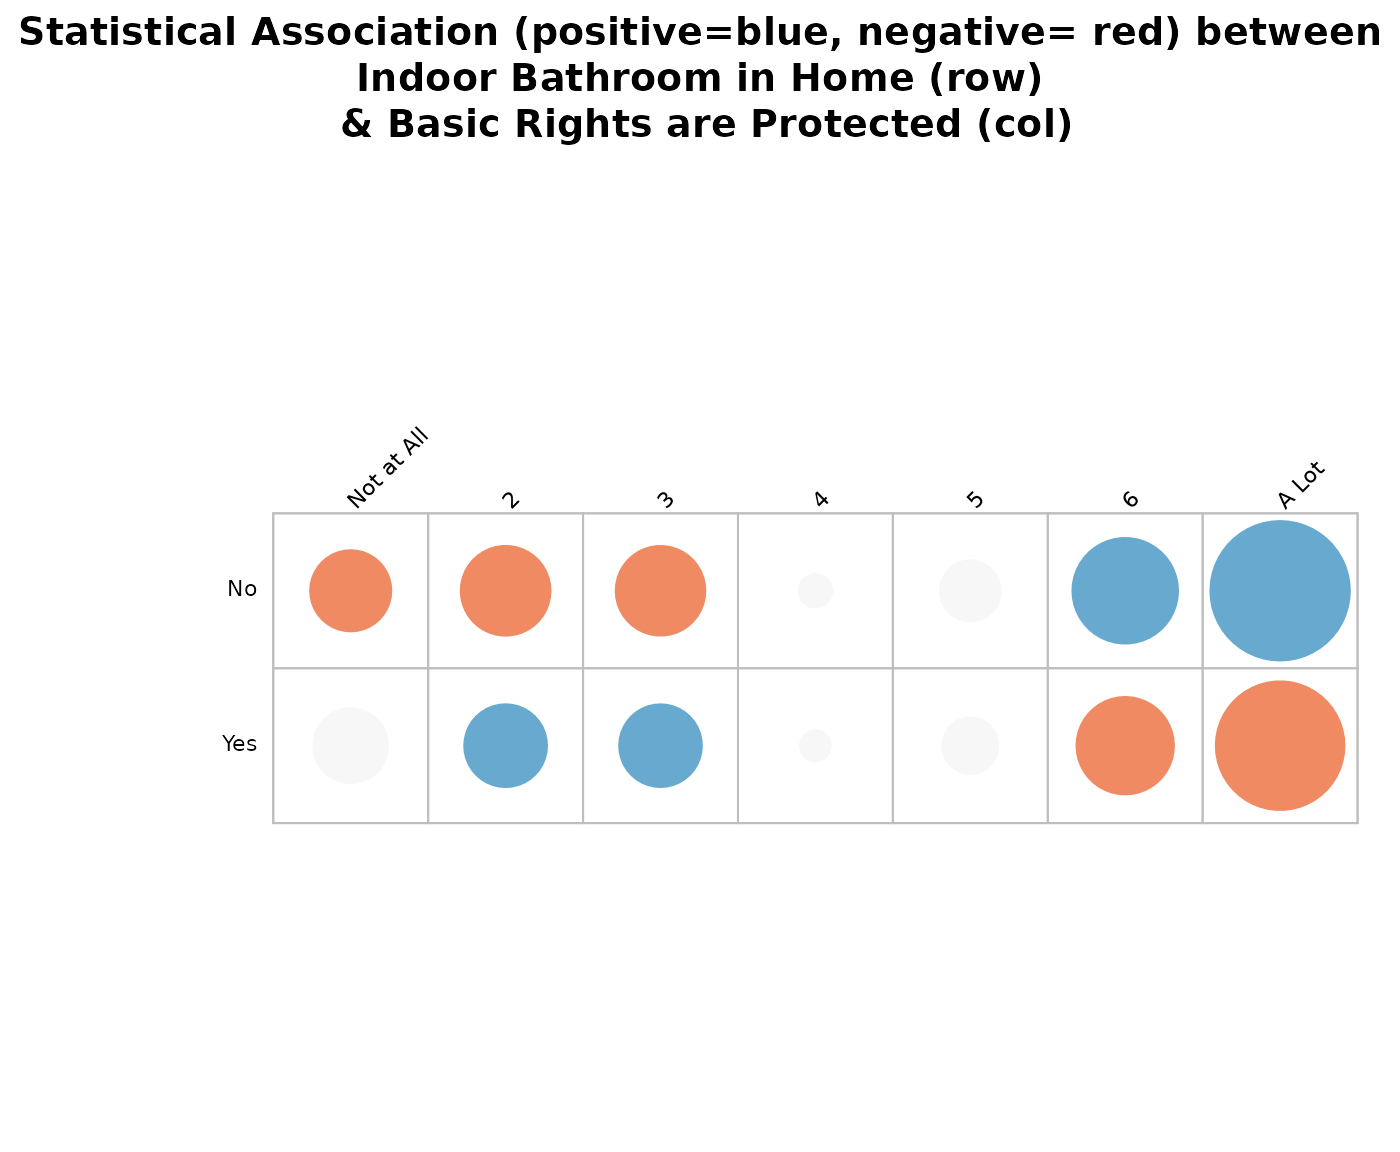 Statistical Association (positive=blue, negative= red) between
Indoor Bathroom in Home (row)
& Basic Rights are Protected (col)
Not at All
2
3
4
5
6
A Lot
No
Yes